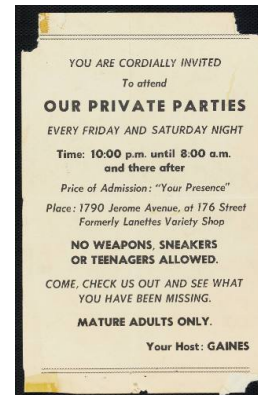 YOU ARE CORDIALLY INVITED
To attend
OUR PRIVATE PARTIES
EVERY FRIDAY AND SATURDAY NIGHT
Time: 10:00 p.m. until 8:00 a.m.
and there after
Price of Admission: "Your Presence"
Place: 1790 Jerome Avenue, at 176 Street
Formerly Lanettes Variety Shop
NO WEAPONS, SNEAKERS
OR TEENAGERS ALLOWED.
COME, CHECK US OUT AND SEE WHAT
YOU HAVE BEEN MISSING.
MATURE ADULTS ONLY.
Your Host: GAINES